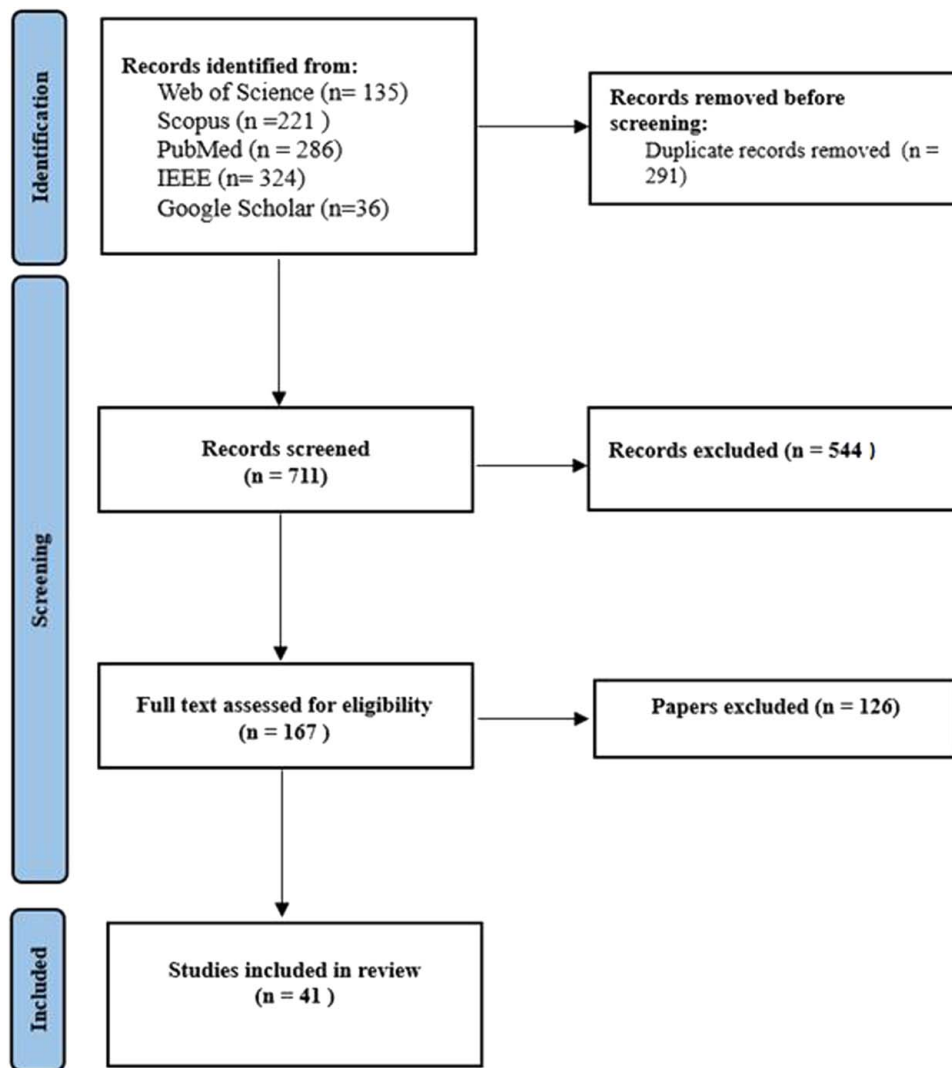 Identification
Records identified from:
Web of Science (n= 135)
Scopus (n =221 )
PubMed (n = 286)
IEEE (n= 324)
Google Scholar (n=36)
Records removed before
screening:
Duplicate records removed (n =
291)
Screening
Records screened
(n = 711)
Records excluded (n = 544 )
Full text assessed for eligibility
(n = 167 )
Papers excluded (n = 126)
Included
Studies included in review
(n = 41 )